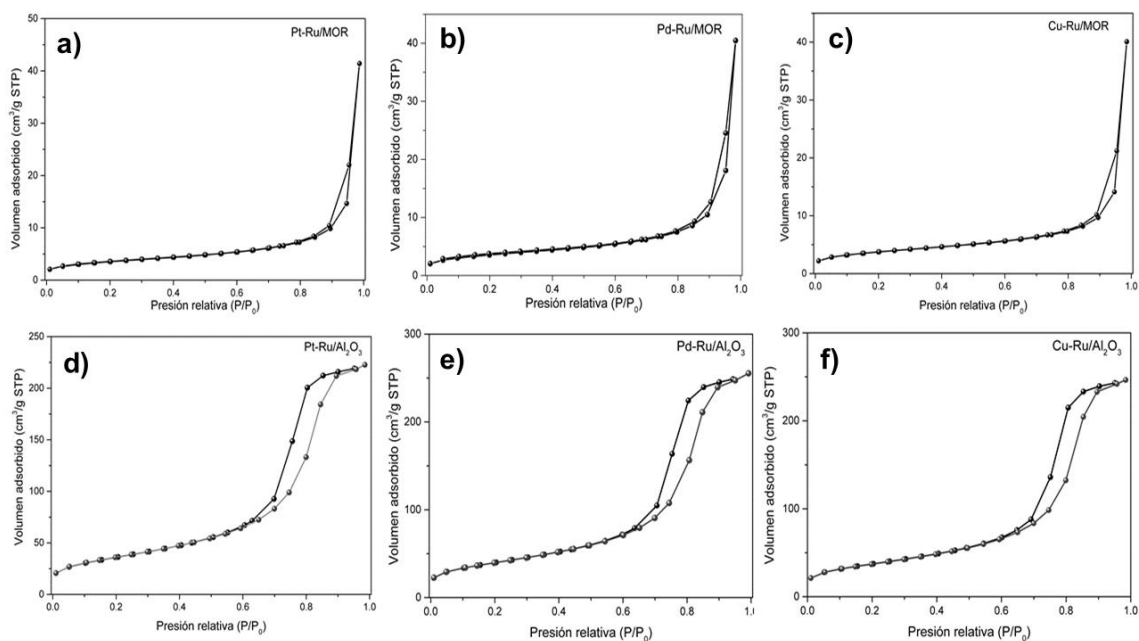 a)
Pt-Ru/MOR
Volumen adsorbido (cm³/g STP)
50
40
30
20
10
0
0.0 0.2 0.4 0.6 0.8 1.0
Presión relativa (P/P₀)
b)
Pd-Ru/MOR
Volumen adsorbido (cm³/g STP)
40
30
20
10
0
0.0 0.2 0.4 0.6 0.8 1.0
Presión relativa (P/P₀)
c)
Cu-Ru/MOR
Volumen adsorbido (cm³/g STP)
40
30
20
10
0
0.0 0.2 0.4 0.6 0.8 1.0
Presión relativa (P/P₀)
d)
Pt-Ru/Al₂O₃
Volumen adsorbido (cm³/g STP)
250
200
150
100
50
0
0.0 0.2 0.4 0.6 0.8 1.0
Presión relativa (P/P₀)
e)
Pd-Ru/Al₂O₃
Volumen adsorbido (cm³/g STP)
300
200
100
0
0.0 0.2 0.4 0.6 0.8 1.0
Presión relativa (P/P₀)
f)
Cu-Ru/Al₂O₃
Volumen adsorbido (cm³/g STP)
300
200
100
0
0.0 0.2 0.4 0.6 0.8 1.0
Presión relativa (P/P₀)